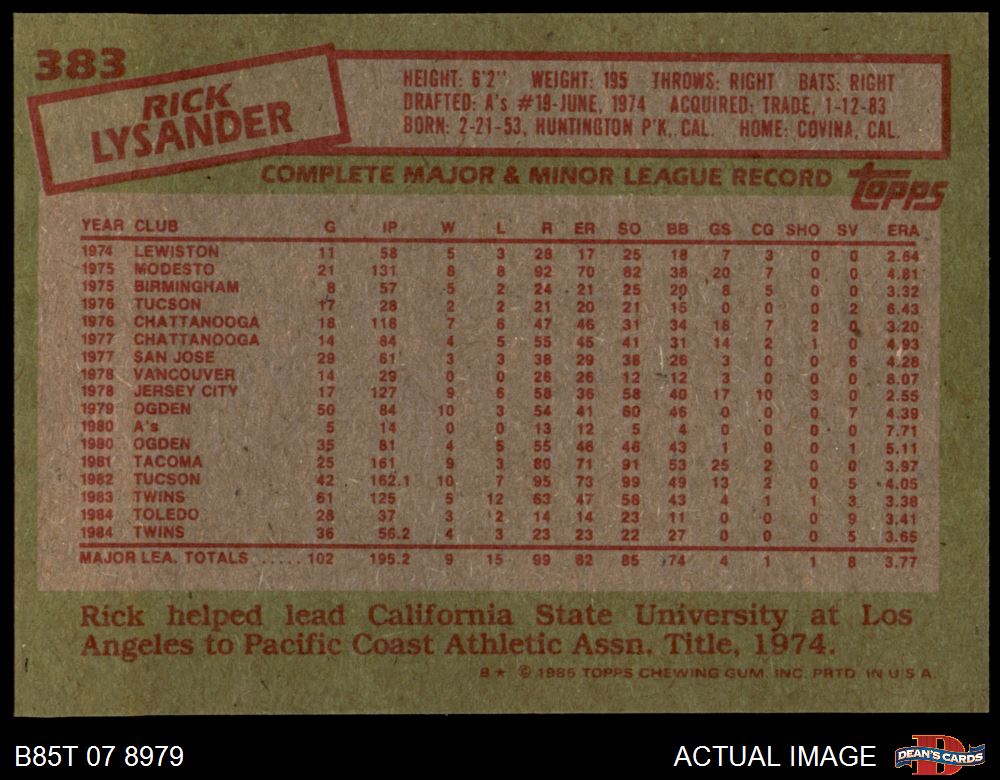 383
RICK
LYSANDER
HEIGHT: 6'2" WEIGHT: 195 THROWS: RIGHT BATS: RIGHT
DRAFTED: A's #19-JUNE, 1974 ACQUIRED: TRADE, 1-12-83
BORN: 2-21-53, HUNTINGTON P'K, CAL. HOME: COVINA, CAL.
COMPLETE MAJOR & MINOR LEAGUE RECORD topps
YEAR CLUB G IP W L R ER SO BB GS CG SHO SV ERA
1974 LEWISTON 11 58 5 3 28 17 25 18 7 3 0 0 2.64
1975 MODESTO 21 131 8 8 92 70 82 38 20 7 0 0 4.81
1975 BIRMINGHAM 8 57 5 2 24 21 25 20 8 5 0 0 3.32
1976 TUCSON 17 28 2 2 21 20 21 15 0 0 0 2 6.43
1976 CHATTANOOGA 18 118 7 6 47 46 31 34 18 7 2 0 3.20
1977 CHATTANOOGA 14 84 4 5 55 45 41 31 14 2 1 0 4.93
1977 SAN JOSE 29 61 3 3 38 29 38 26 3 0 0 6 4.28
1978 VANCOUVER 14 29 0 0 26 26 12 12 3 0 0 0 8.07
1978 JERSEY CITY 17 127 9 6 58 36 58 40 17 10 3 0 2.55
1979 OGDEN 50 84 10 3 54 41 60 46 0 0 0 7 4.39
1980 A's 5 14 0 0 13 12 5 4 0 0 0 0 7.71
1980 OGDEN 35 81 4 5 55 46 46 43 1 0 0 1 5.11
1981 TACOMA 25 161 9 3 80 71 91 53 25 2 0 0 3.97
1982 TUCSON 42 162.1 10 7 95 73 99 49 13 2 0 5 4.05
1983 TWINS 61 125 5 12 63 47 58 43 4 1 1 3 3.38
1984 TOLEDO 28 37 3 2 14 14 23 11 0 0 0 9 3.41
1984 TWINS 36 56.2 4 3 23 23 22 27 0 0 0 5 3.65
MAJOR LEA. TOTALS ..... 102 195.2 9 15 99 82 85 74 4 1 1 8 3.77
Rick helped lead California State University at Los
Angeles to Pacific Coast Athletic Assn. Title, 1974.
B★ © 1985 TOPPS CHEWING GUM, INC. PRTD. IN U.S.A.
B85T 07 8979 ACTUAL IMAGE DEAN'S CARDS